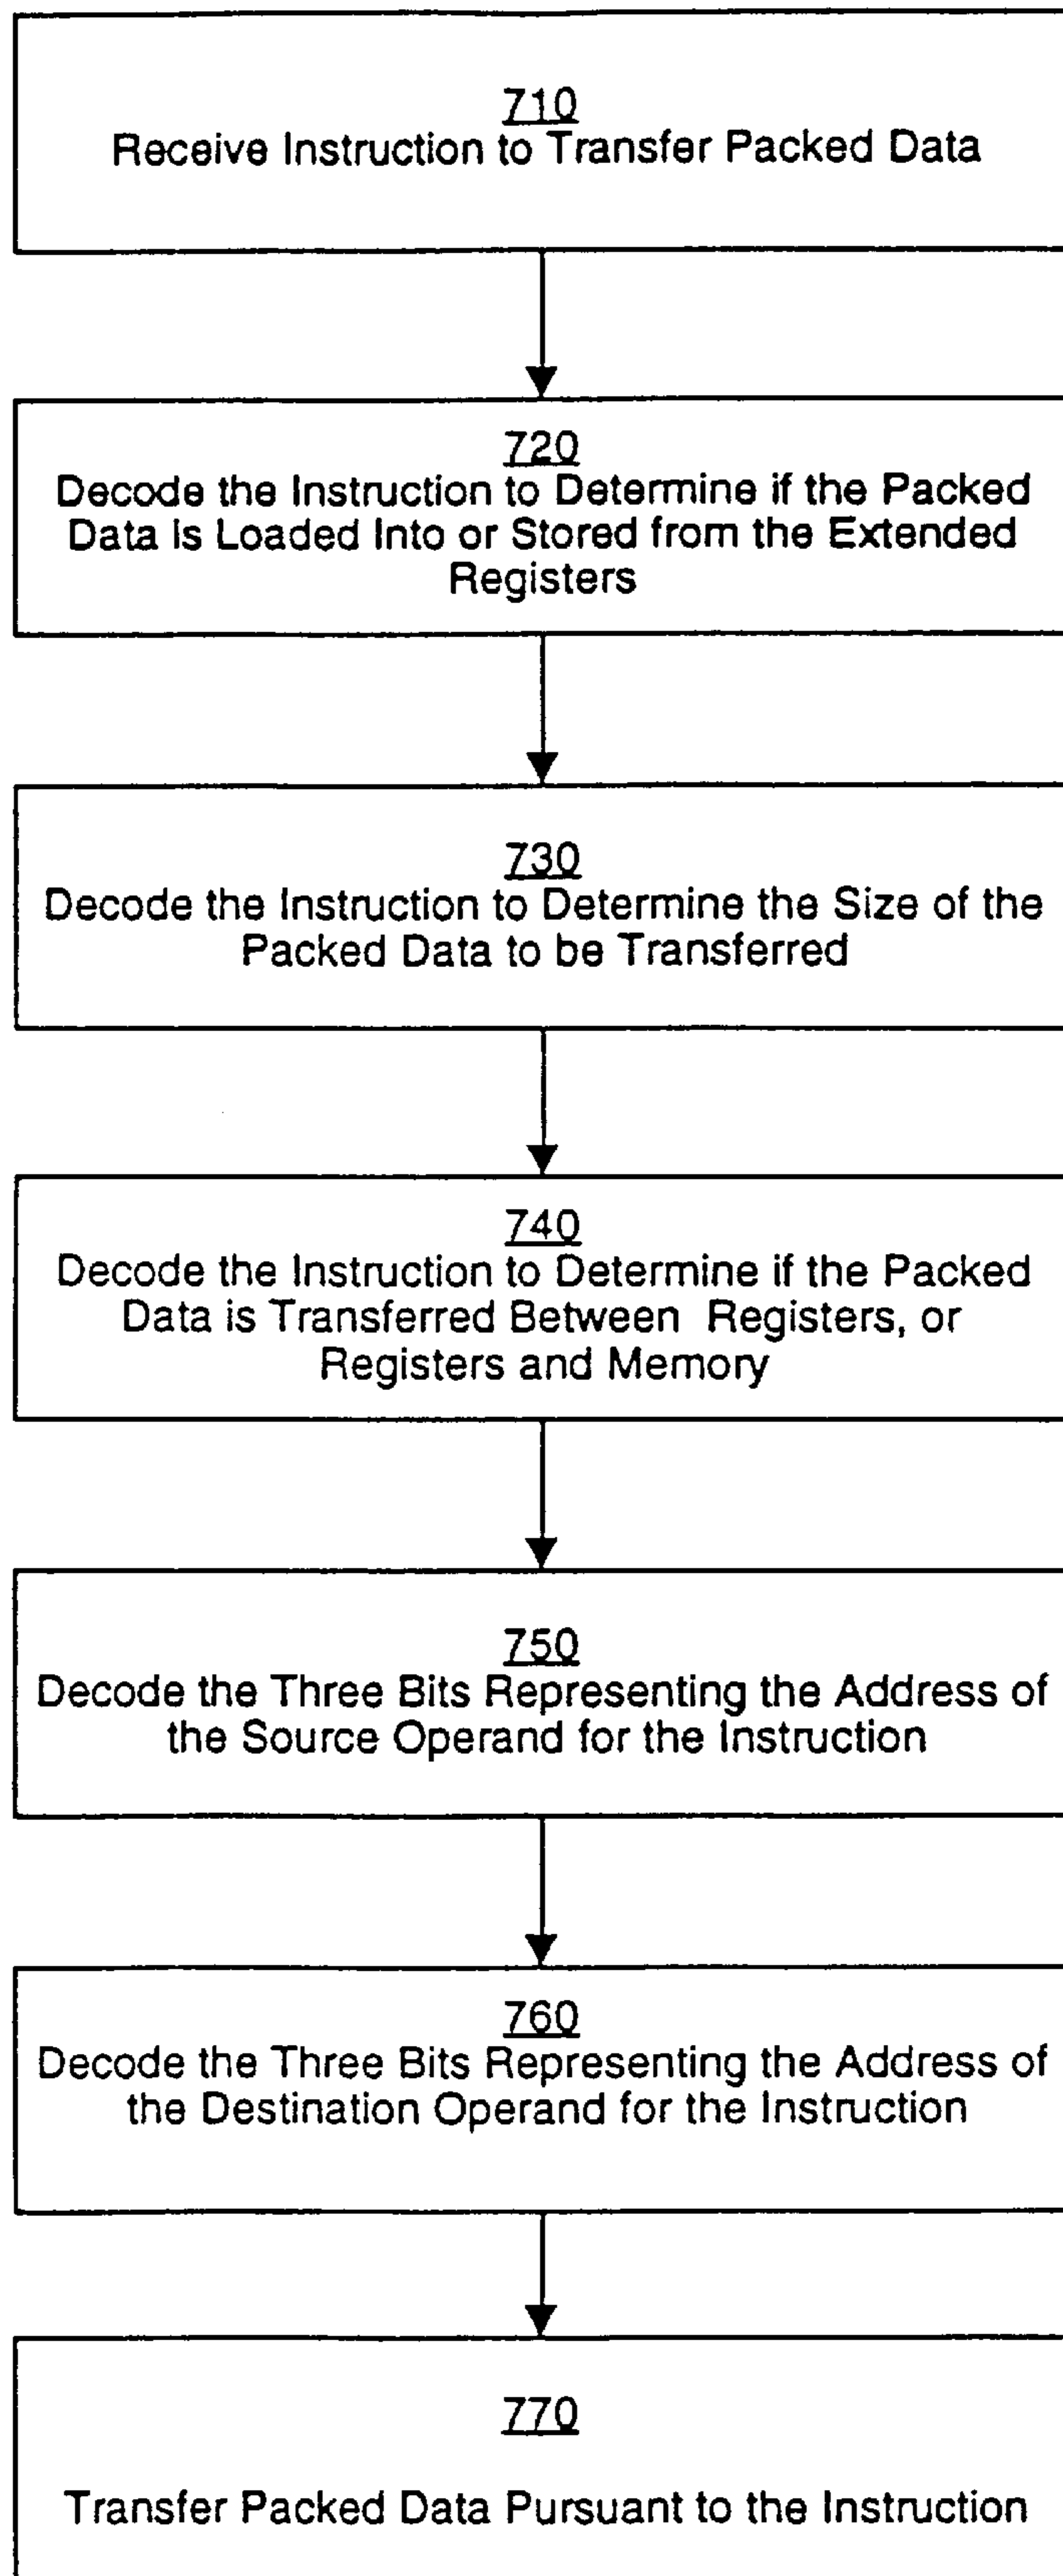 710
Receive Instruction to Transfer Packed Data
720
Decode the Instruction to Determine if the Packed
Data is Loaded Into or Stored from the Extended
Registers
730
Decode the Instruction to Determine the Size of the
Packed Data to be Transferred
740
Decode the Instruction to Determine if the Packed
Data is Transferred Between Registers, or
Registers and Memory
750
Decode the Three Bits Representing the Address of
the Source Operand for the Instruction
760
Decode the Three Bits Representing the Address of
the Destination Operand for the Instruction
770
Transfer Packed Data Pursuant to the Instruction